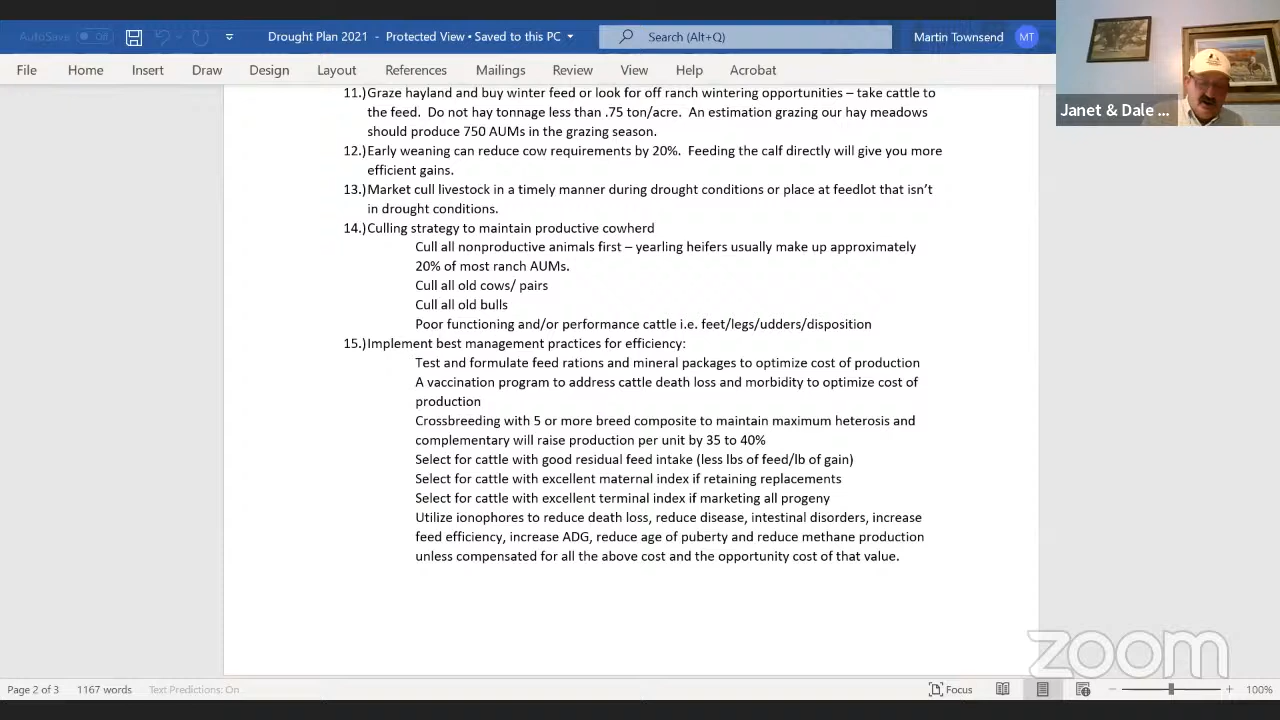 AutoSave Off
Drought Plan 2021 - Protected View • Saved to this PC
Search (Alt+Q)
Martin Townsend MT
File Home Insert Draw Design Layout References Mailings Review View Help Acrobat
Janet & Dale ...
11.) Graze hayland and buy winter feed or look for off ranch wintering opportunities – take cattle to
the feed. Do not hay tonnage less than .75 ton/acre. An estimation grazing our hay meadows
should produce 750 AUMs in the grazing season.
12.) Early weaning can reduce cow requirements by 20%. Feeding the calf directly will give you more
efficient gains.
13.) Market cull livestock in a timely manner during drought conditions or place at feedlot that isn't
in drought conditions.
14.) Culling strategy to maintain productive cowherd
Cull all nonproductive animals first – yearling heifers usually make up approximately
20% of most ranch AUMs.
Cull all old cows/ pairs
Cull all old bulls
Poor functioning and/or performance cattle i.e. feet/legs/udders/disposition
15.) Implement best management practices for efficiency:
Test and formulate feed rations and mineral packages to optimize cost of production
A vaccination program to address cattle death loss and morbidity to optimize cost of
production
Crossbreeding with 5 or more breed composite to maintain maximum heterosis and
complementary will raise production per unit by 35 to 40%
Select for cattle with good residual feed intake (less lbs of feed/lb of gain)
Select for cattle with excellent maternal index if retaining replacements
Select for cattle with excellent terminal index if marketing all progeny
Utilize ionophores to reduce death loss, reduce disease, intestinal disorders, increase
feed efficiency, increase ADG, reduce age of puberty and reduce methane production
unless compensated for all the above cost and the opportunity cost of that value.
zoom
Page 2 of 3 1167 words Text Predictions: On Focus 100%